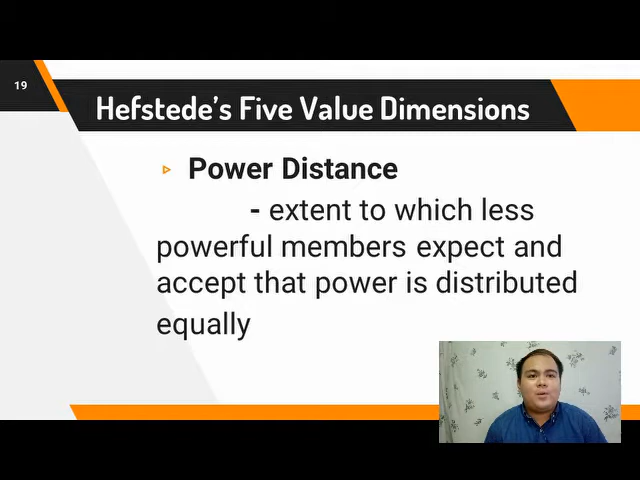 19
Hefstede's Five Value Dimensions
▹ Power Distance
- extent to which less
powerful members expect and
accept that power is distributed
equally